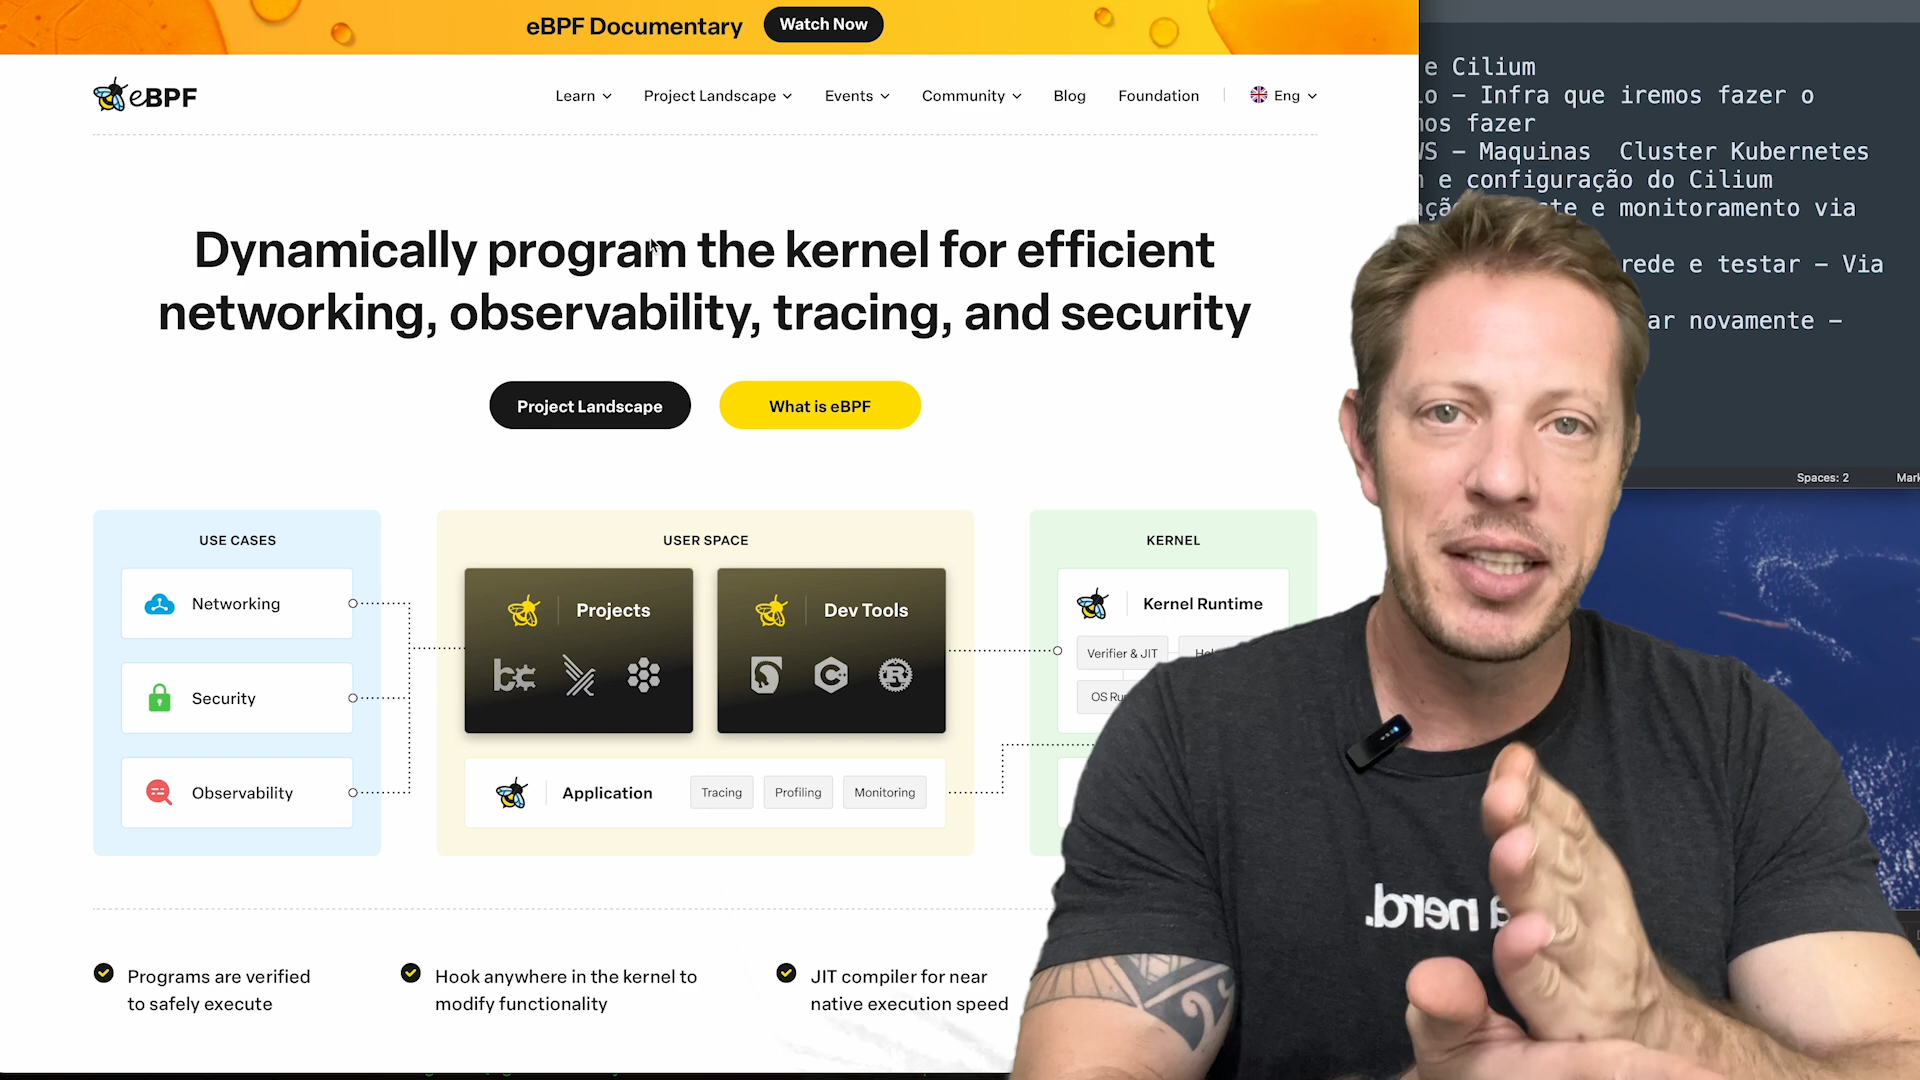 eBPF Documentary
Watch Now
eBPF
Learn
Project Landscape
Events
Community
Blog
Foundation
Eng
Dynamically program the kernel for efficient
networking, observability, tracing, and security
Project Landscape
What is eBPF
USE CASES
Networking
Security
Observability
USER SPACE
Projects
Dev Tools
Application
Tracing
Profiling
Monitoring
KERNEL
Kernel Runtime
Verifier & JIT
OS
Programs are verified
to safely execute
Hook anywhere in the kernel to
modify functionality
JIT compiler for near
native execution speed
e Cilium
– Infra que iremos fazer o
fazer
– Maquinas  Cluster Kubernetes
e configuração do Cilium
e monitoramento via
rede e testar – Via
novamente –
Spaces: 2
a nerd.